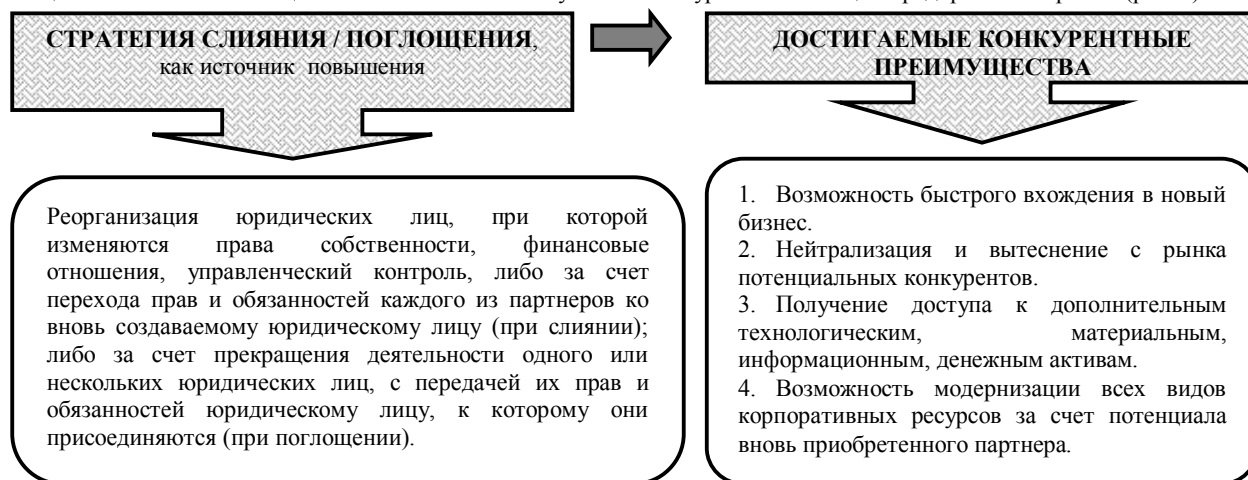 СТРАТЕГИЯ СЛИЯНИЯ / ПОГЛОЩЕНИЯ,
как источник повышения
ДОСТИГАЕМЫЕ КОНКУРЕНТНЫЕ
ПРЕИМУЩЕСТВА
Реорганизация юридических лиц, при которой
изменяются права собственности, финансовые
отношения, управленческий контроль, либо за счет
перехода прав и обязанностей каждого из партнеров ко
вновь создаваемому юридическому лицу (при слиянии);
либо за счет прекращения деятельности одного или
нескольких юридических лиц, с передачей их прав и
обязанностей юридическому лицу, к которому они
присоединяются (при поглощении).
1. Возможность быстрого вхождения в новый
бизнес.
2. Нейтрализация и вытеснение с рынка
потенциальных конкурентов.
3. Получение доступа к дополнительным
технологическим, материальным,
информационным, денежным активам.
4. Возможность модернизации всех видов
корпоративных ресурсов за счет потенциала
вновь приобретенного партнера.